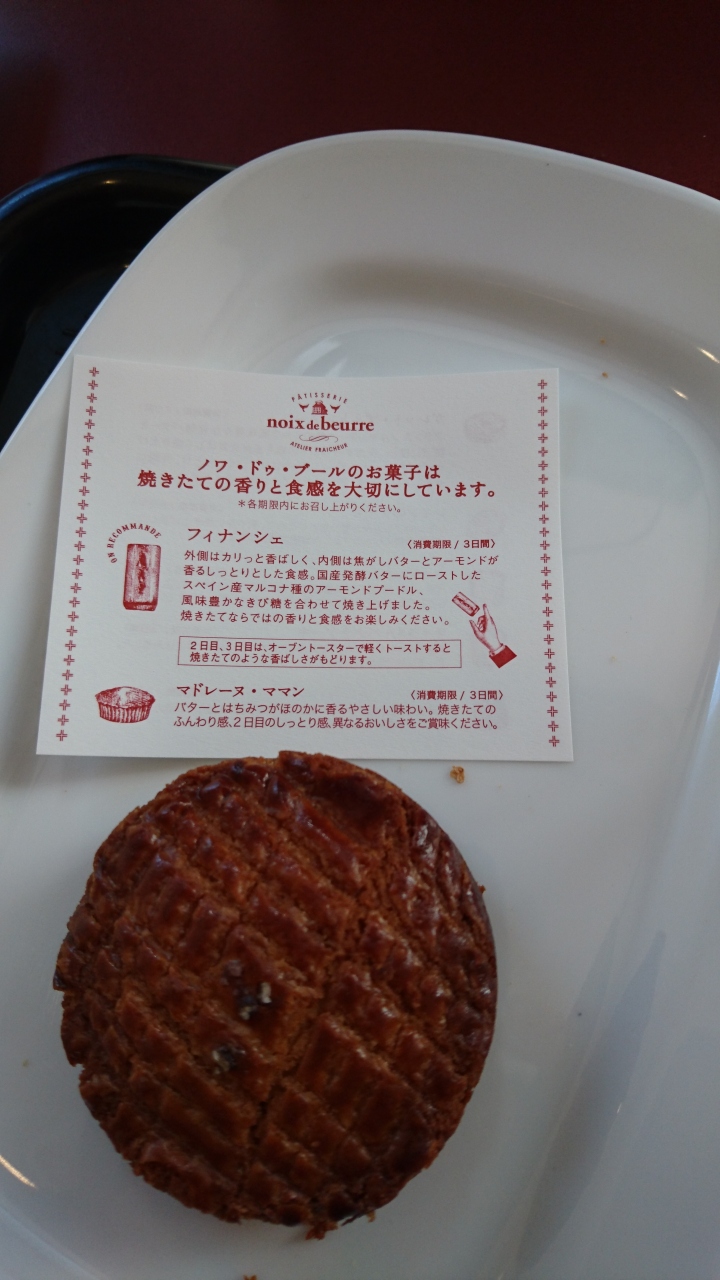 PÂTISSERIE
noix de beurre
ATELIER FRAICHEUR
ノワ・ドゥ・ブールのお菓子は
焼きたての香りと食感を大切にしています。
＊各期限内にお召し上がりください。
ON RECOMMANDE
フィナンシェ 〈消費期限 / 3日間〉
外側はカリっと香ばしく、内側は焦がしバターとアーモンドが
香るしっとりとした食感。国産発酵バターにローストした
スペイン産マルコナ種のアーモンドプードル、
風味豊かなきび糖を合わせて焼き上げました。
焼きたてならではの香りと食感をお楽しみください。
2日目、3日目は、オーブントースターで軽くトーストすると
焼きたてのような香ばしさがもどります。
マドレーヌ・ママン 〈消費期限 / 3日間〉
バターとはちみつがほのかに香るやさしい味わい。焼きたての
ふんわり感、2日目のしっとり感、異なるおいしさをご賞味ください。